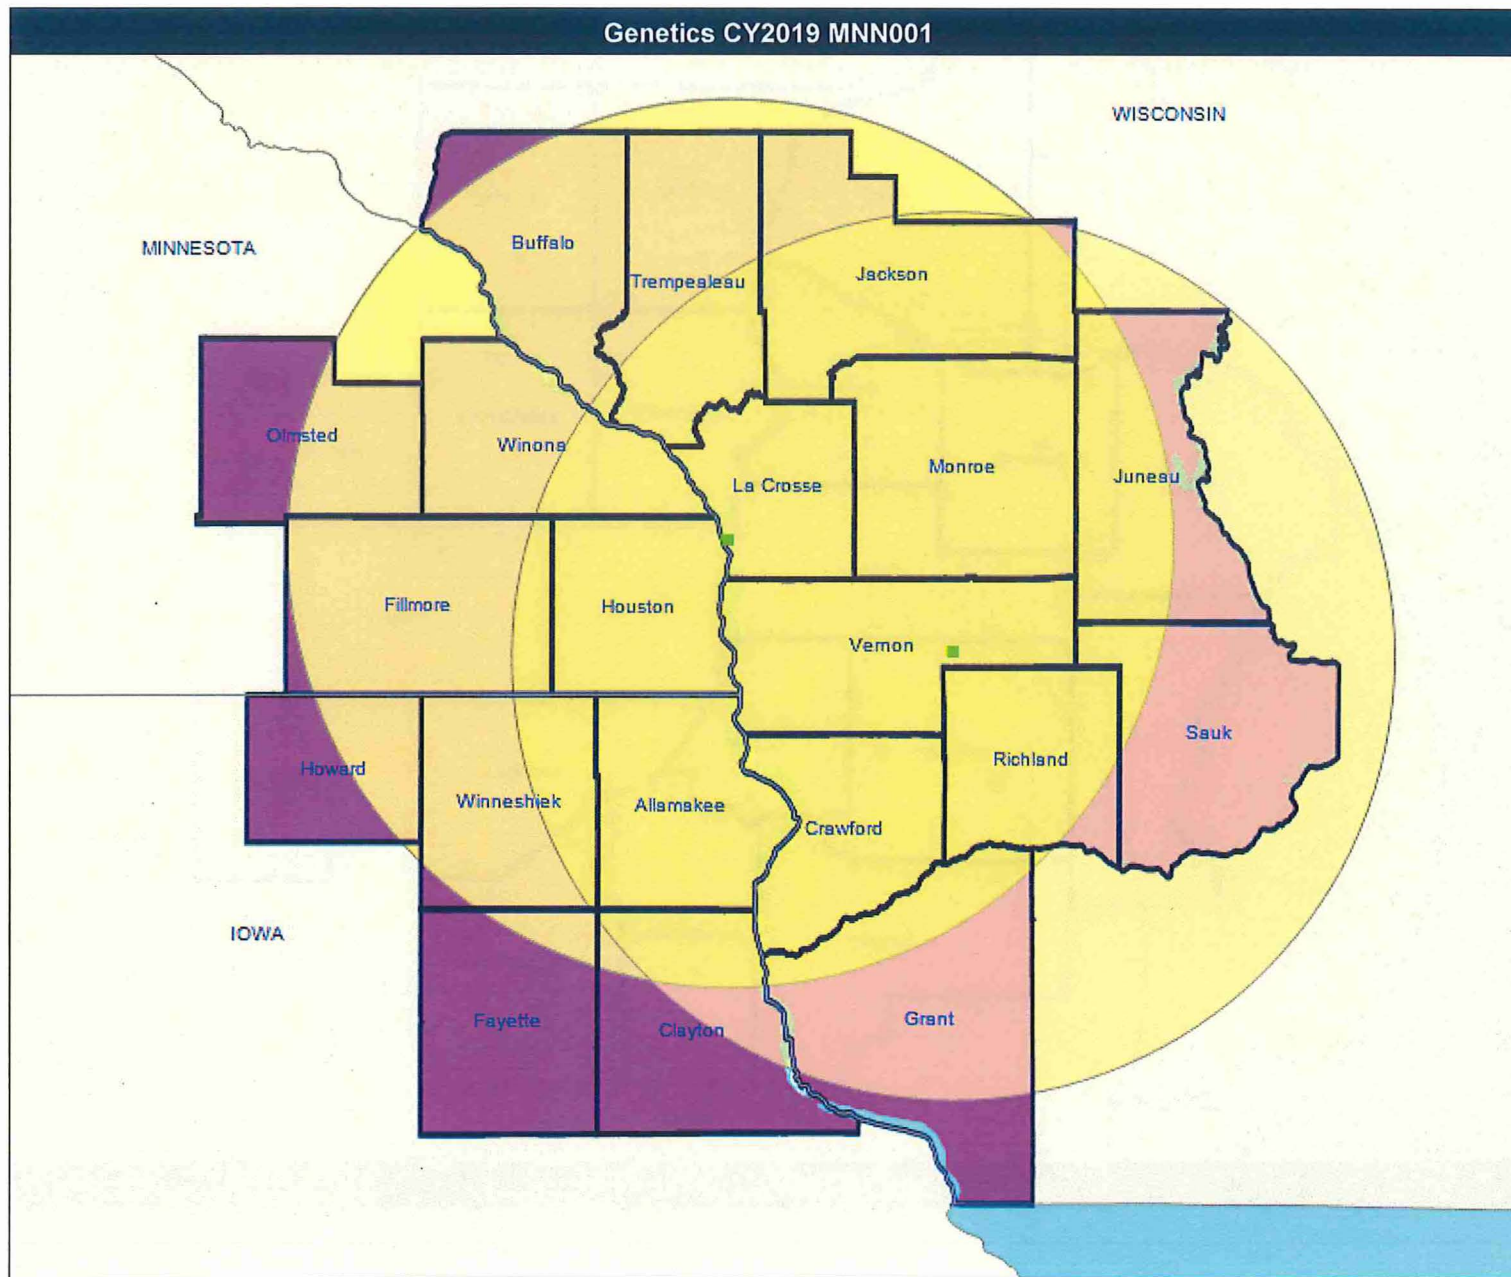 Genetics CY2019 MNN001
WISCONSIN
MINNESOTA
Buffalo
Trempealeau
Jackson
Olmsted
Winona
La Crosse
Monroe
Juneau
Fillmore
Houston
Vernon
Sauk
Howard
Winneshiek
Allamakee
Crawford
Richland
IOWA
Fayette
Clayton
Grant